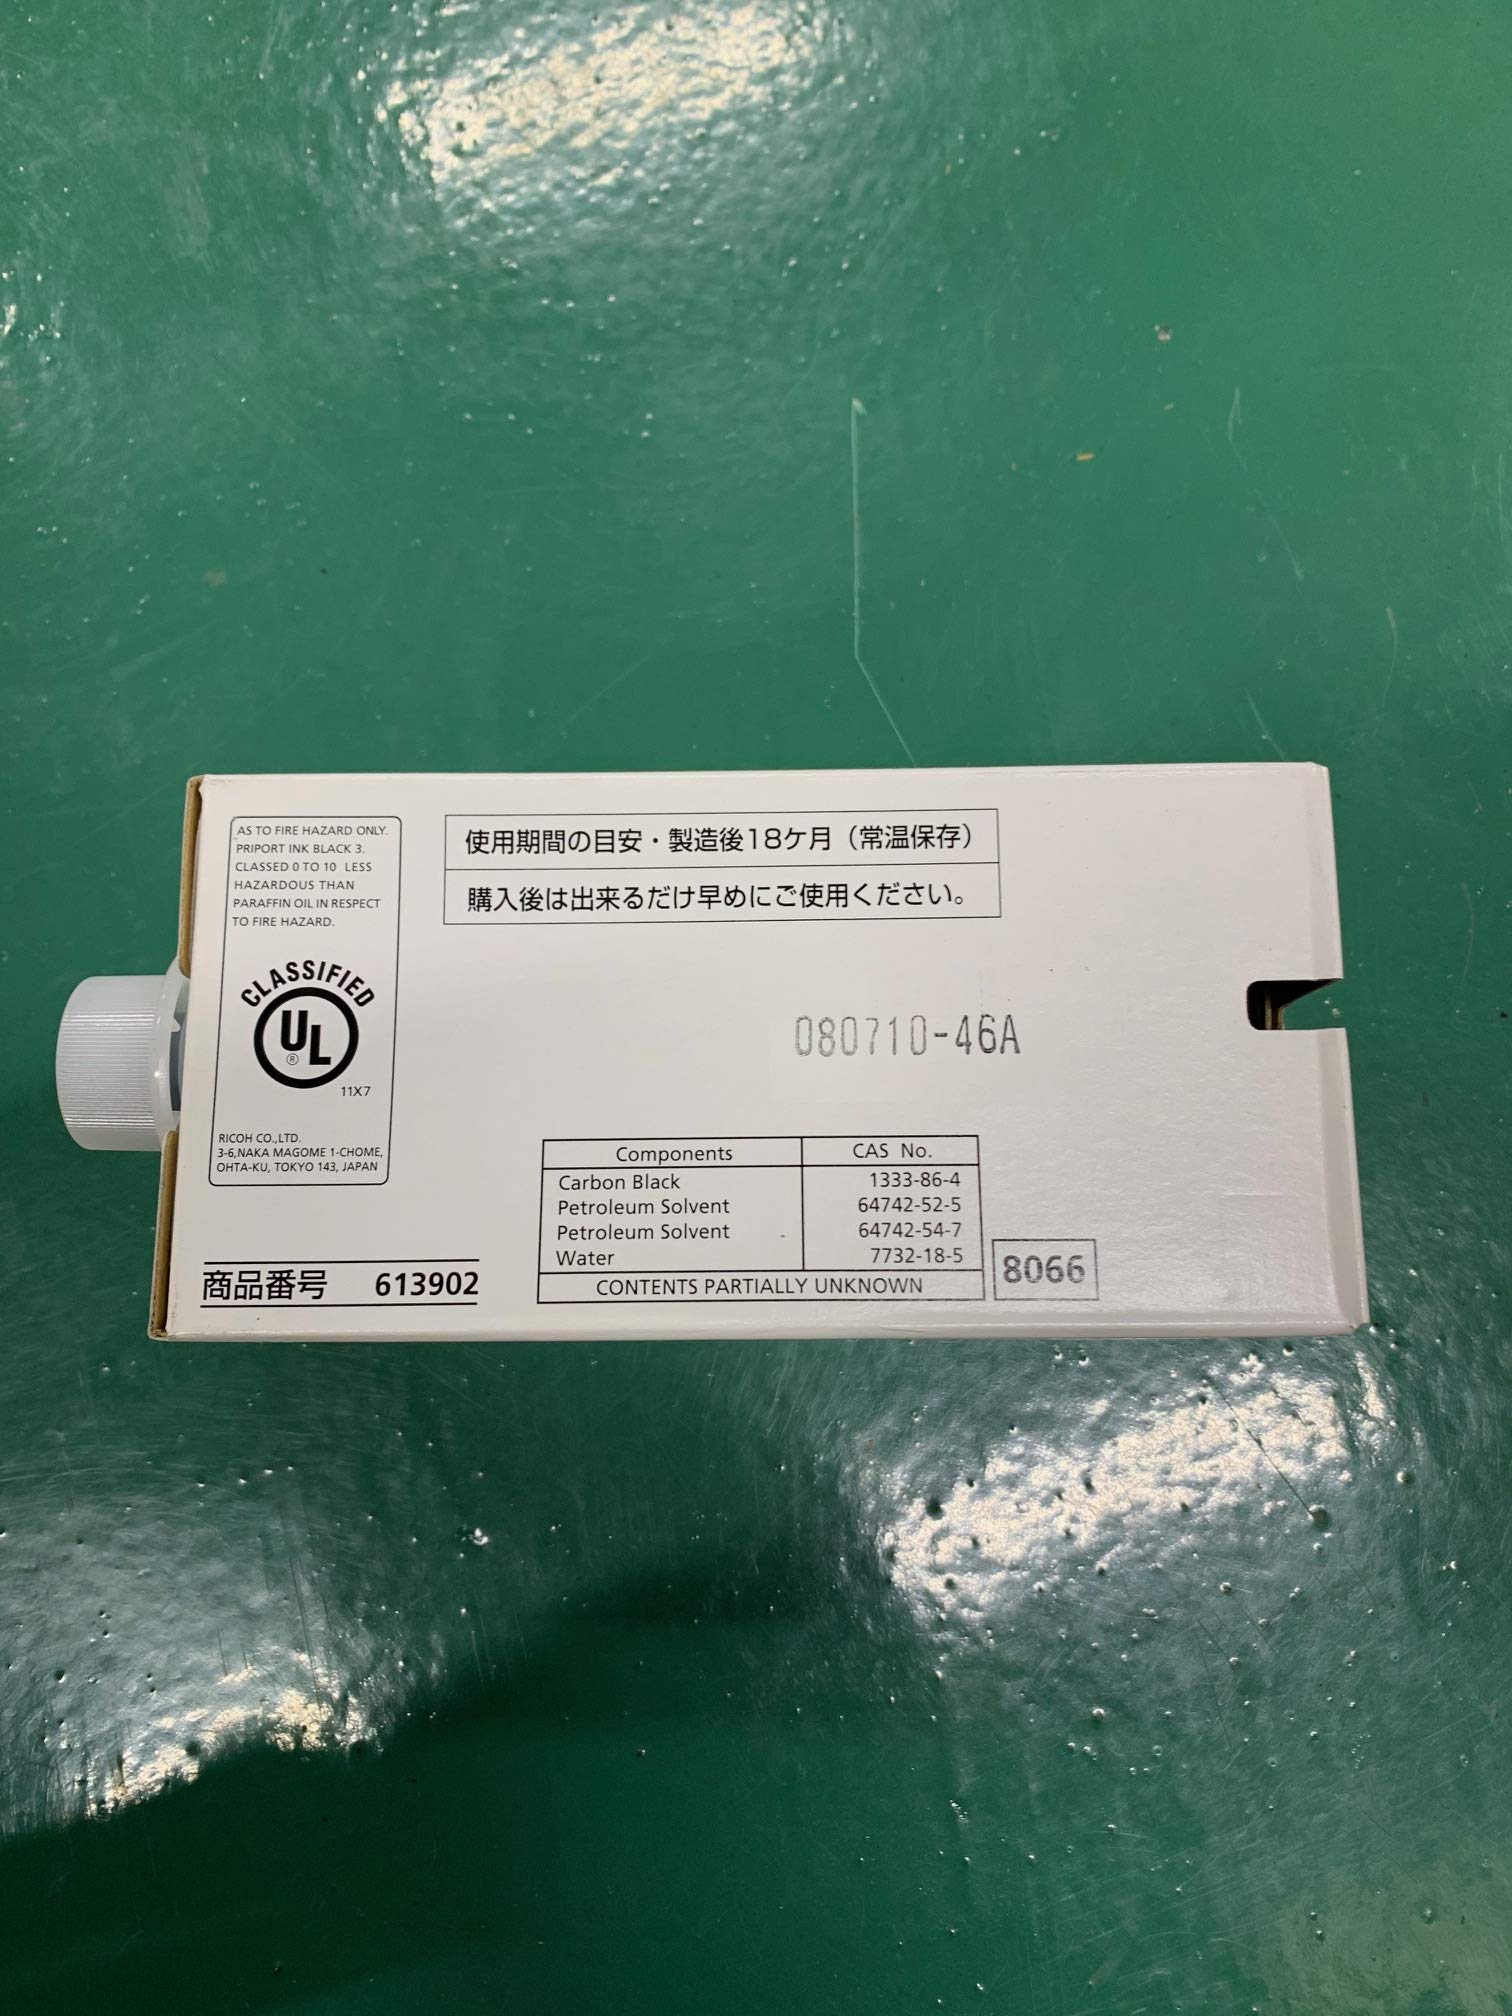 AS TO FIRE HAZARD ONLY.
PRIPORT INK BLACK 3.
CLASSED 0 TO 10 LESS
HAZARDOUS THAN
PARAFFIN OIL IN RESPECT
TO FIRE HAZARD.
CLASSIFIED
UL
®
11X7
RICOH CO.,LTD.
3-6,NAKA MAGOME 1-CHOME,
OHTA-KU, TOKYO 143, JAPAN
商品番号 613902
使用期間の目安・製造後18ケ月（常温保存）
購入後は出来るだけ早めにご使用ください。
080710-46A
Components CAS No.
Carbon Black 1333-86-4
Petroleum Solvent 64742-52-5
Petroleum Solvent 64742-54-7
Water 7732-18-5
CONTENTS PARTIALLY UNKNOWN
8066